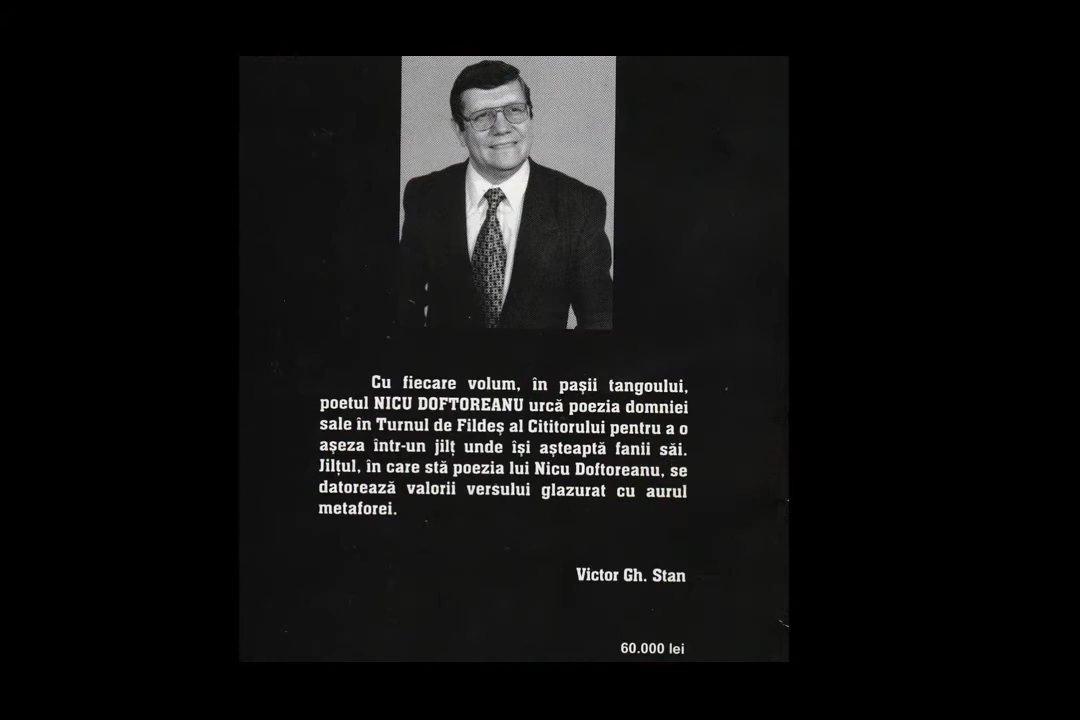 Cu fiecare volum, în pașii tangoului,
poetul NICU DOFTOREANU urcă poezia domniei
sale în Turnul de Fildeș al Cititorului pentru a o
așeza într-un jilț unde își așteaptă fanii săi.
Jilțul, în care stă poezia lui Nicu Doftoreanu, se
datorează valorii versului glazurat cu aurul
metaforei.
Victor Gh. Stan
60.000 lei